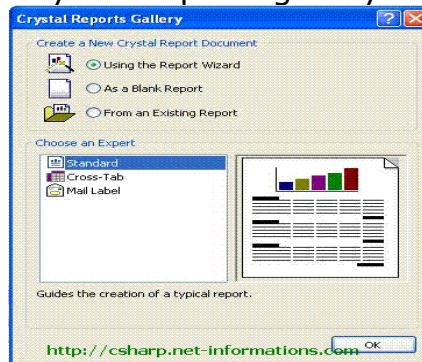 Crystal Reports Gallery
Create a New Crystal Report Document
Using the Report Wizard
As a Blank Report
From an Existing Report
Choose an Expert
Standard
Cross-Tab
Mail Label
Guides the creation of a typical report.
OK
http://csharp.net-informations.com